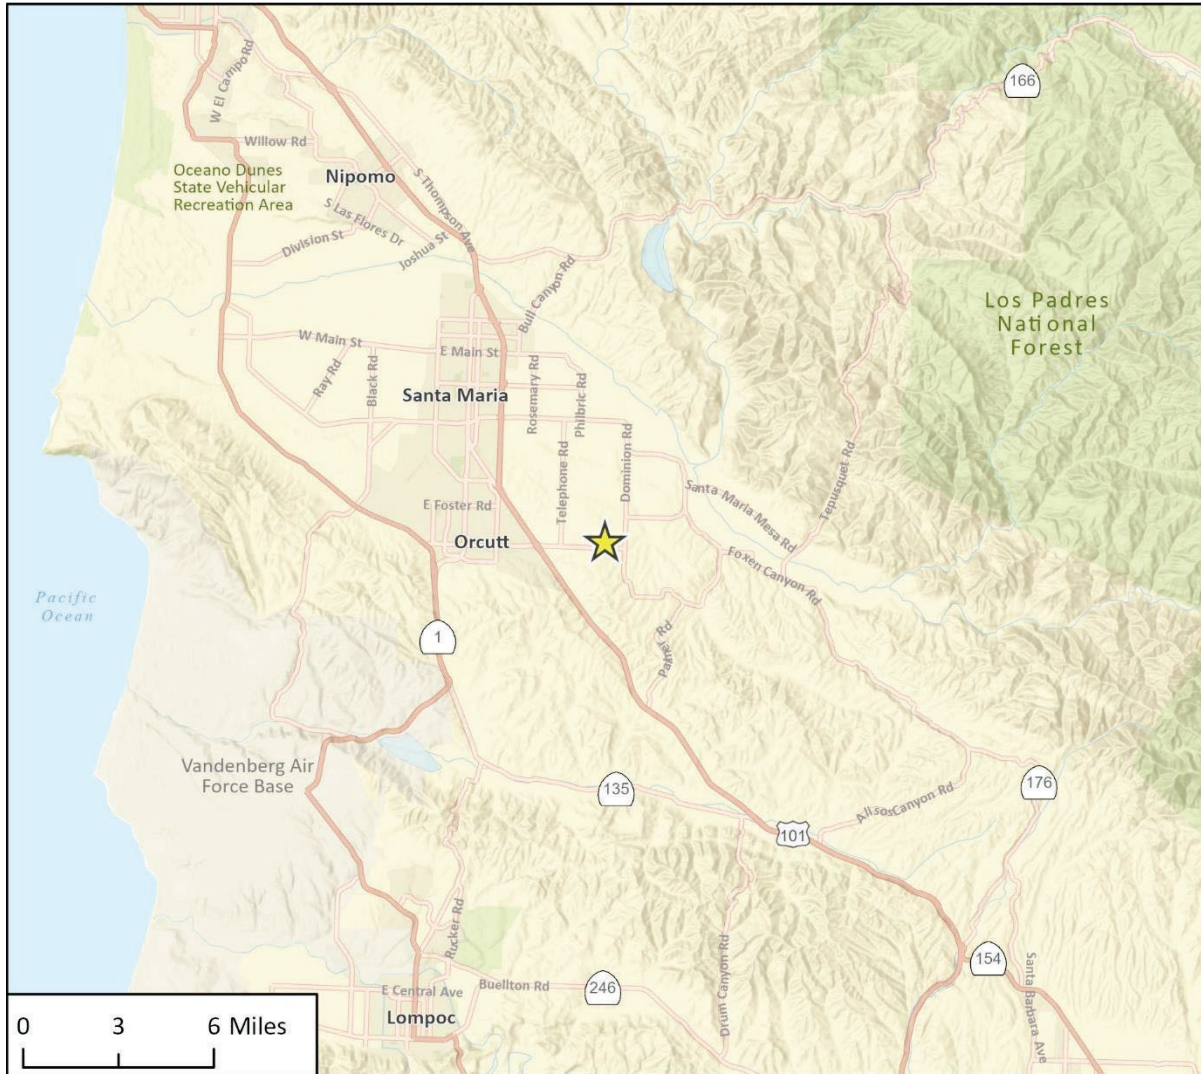 166
W El Campo Rd
Willow Rd
Oceano Dunes
State Vehicular
Recreation Area
Nipomo
S Thompson Ave
S Las Flores Dr
Division St
Joshua St
Bull Canyon Rd
Los Padres
National
Forest
W Main St
E Main St
Ray Rd
Black Rd
Santa Maria
Rosemary Rd
Philbric Rd
Telephone Rd
Dominion Rd
Tepusquet Rd
Santa Maria Mesa Rd
E Foster Rd
Orcutt
Foxen Canyon Rd
Pacific
Ocean
1
Palmer Rd
Vandenberg Air
Force Base
135
176
Alisos Canyon Rd
101
Rucker Rd
Drum Canyon Rd
154
Santa Barbara Ave
246
Buellton Rd
E Central Ave
Lompoc
0 3 6 Miles